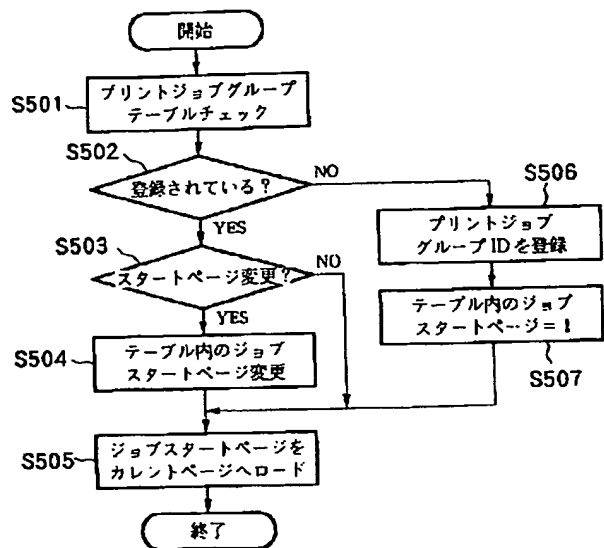 開始
S501
プリントジョブグループ
テーブルチェック
S502
登録されている?
NO
YES
S506
プリントジョブ
グループIDを登録
S503
スタートページ変更?
NO
YES
テーブル内のジョブ
スタートページ=1
S507
S504
テーブル内のジョブ
スタートページ変更
S505
ジョブスタートページを
カレントページへロード
終了